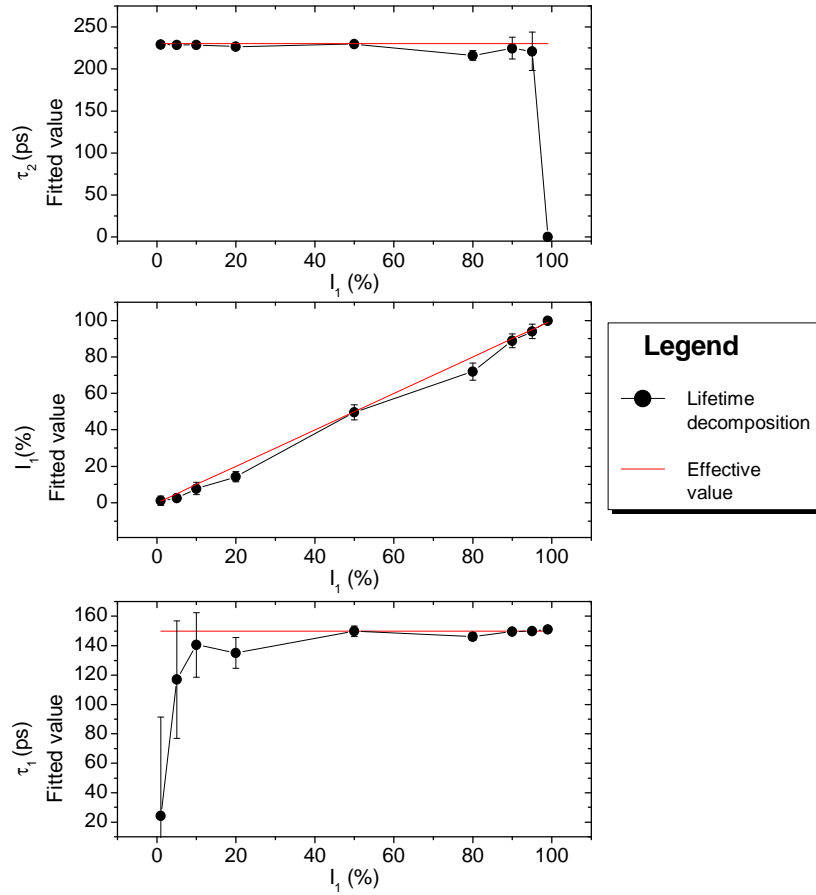 250
200
150
100
50
0
τ₂ (ps)
Fitted value
0 20 40 60 80 100
I₁ (%)
100
80
60
40
20
0
I₁(%)
Fitted value
0 20 40 60 80 100
I₁ (%)
Legend
Lifetime
decomposition
Effective
value
160
140
120
100
80
60
40
20
τ₁ (ps)
Fitted value
0 20 40 60 80 100
I₁ (%)